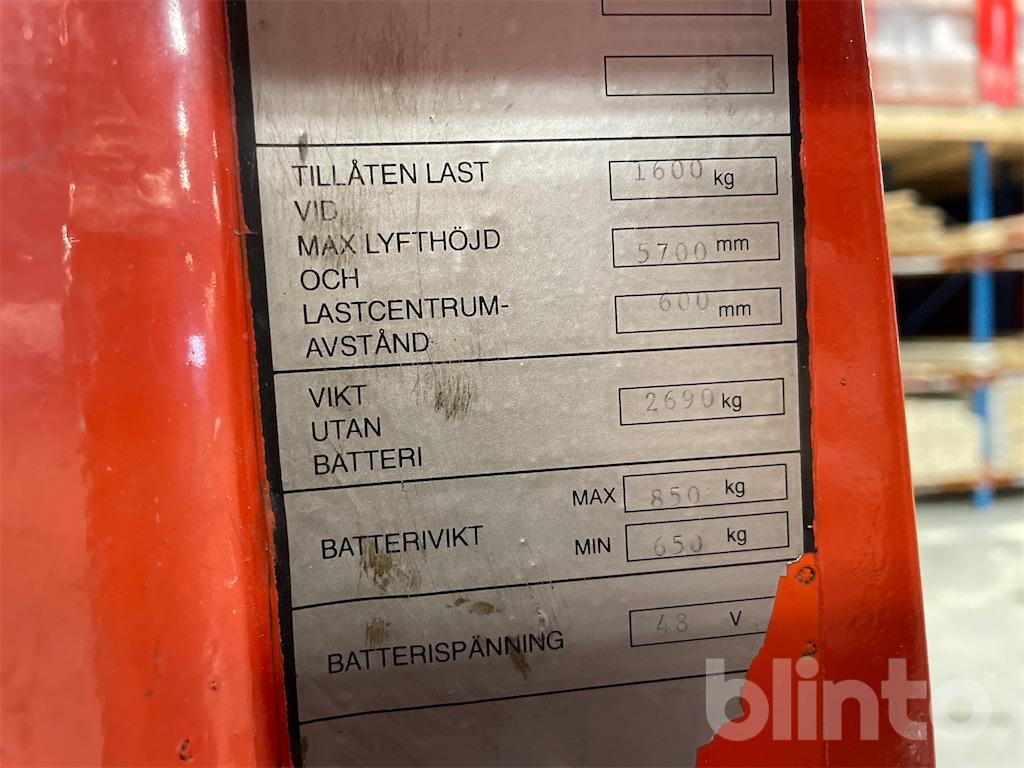 TILLÅTEN LAST 1600 kg
VID
MAX LYFTHÖJD 5700 mm
OCH
LASTCENTRUM- 600 mm
AVSTÅND
VIKT 2690 kg
UTAN
BATTERI
MAX 850 kg
BATTERIVIKT
MIN 650 kg
BATTERISPÄNNING 48 V
blinto™